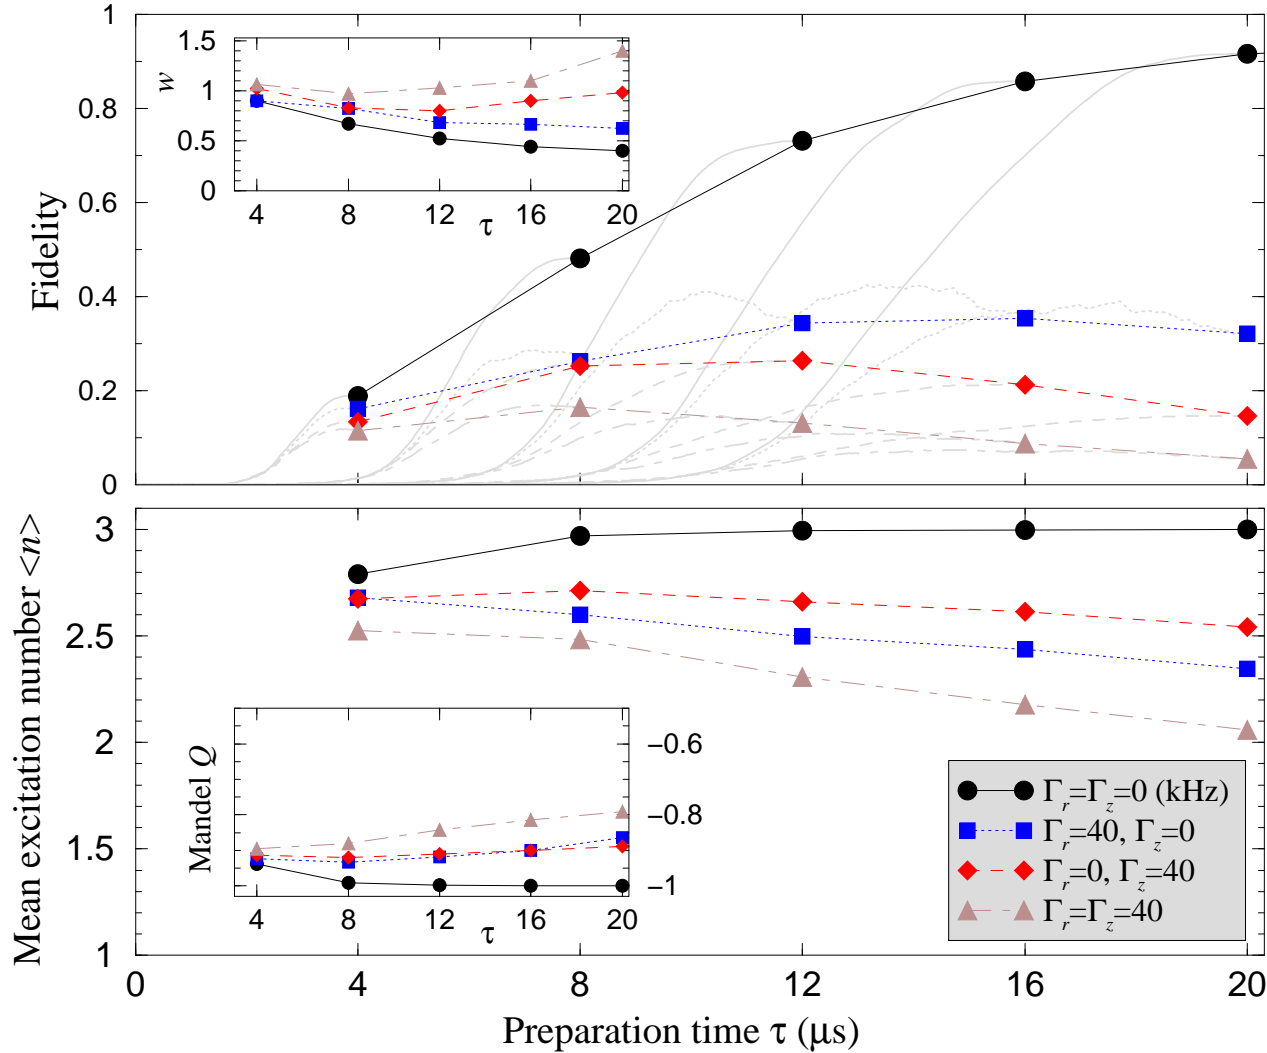 1
0.8
0.6
0.4
0.2
0
Fidelity
1.5
1
0.5
0
w
4 8 12 16 20
τ
3
2.5
2
1.5
1
Mean excitation number <n>
Mandel Q
−0.6
−0.8
−1
4 8 12 16 20
τ
Γr=Γz=0 (kHz)
Γr=40, Γz=0
Γr=0, Γz=40
Γr=Γz=40
0 4 8 12 16 20
Preparation time τ (μs)